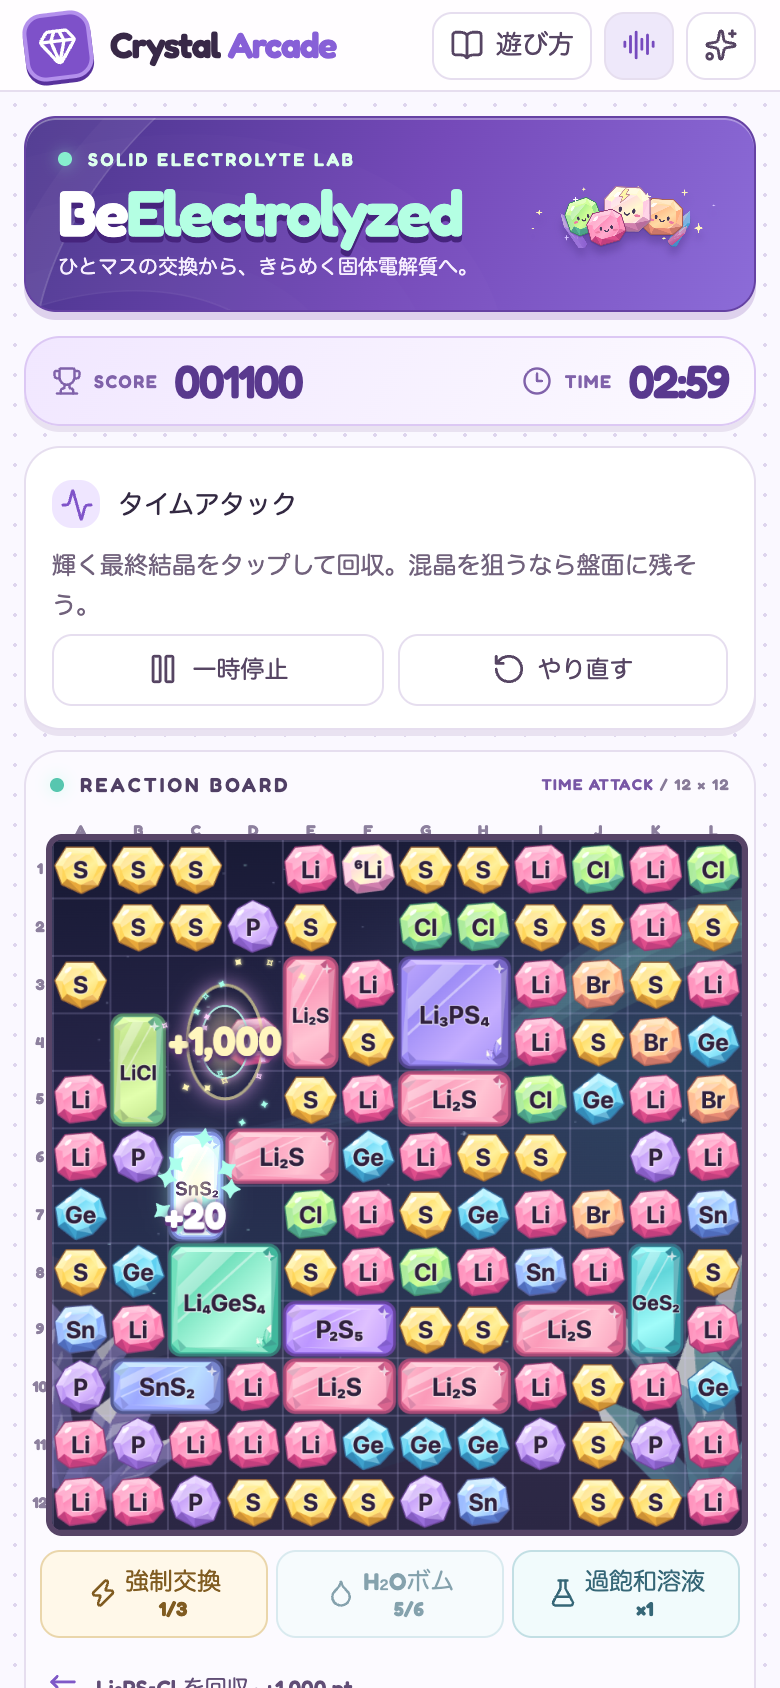 Crystal Arcade
遊び方
SOLID ELECTROLYTE LAB
BeElectrolyzed
ひとマスの交換から、きらめく固体電解質へ。
SCORE 001100
TIME 02:59
タイムアタック
輝く最終結晶をタップして回収。混晶を狙うなら盤面に残そ
う。
一時停止
やり直す
REACTION BOARD
TIME ATTACK / 12 × 12
A B C D E F G H I J K L
1 S S S Li ⁶Li S S Li Cl Li Cl
2 S S P S Cl Cl S S Li S
3 S Li₂S Li Li₃PS₄ Li Br S Li
4 LiCl +1,000 S Li S Br Ge
5 Li S Li Li₂S Cl Ge Li Br
6 Li P SnS₂ Li₂S Ge Li S S P Li
7 Ge +20 Cl Li S Ge Li Br Li Sn
8 S Ge Li₄GeS₄ S Li Cl Li Sn Li GeS₂ S
9 Sn Li P₂S₅ S S Li₂S Li
10 P SnS₂ Li Li₂S Li₂S Li S Li Ge
11 Li P Li Li Li Ge Ge Ge P S P Li
12 Li Li P S S S P Sn S S Li
強制交換
1/3
H₂Oボム
5/6
過飽和溶液
×1